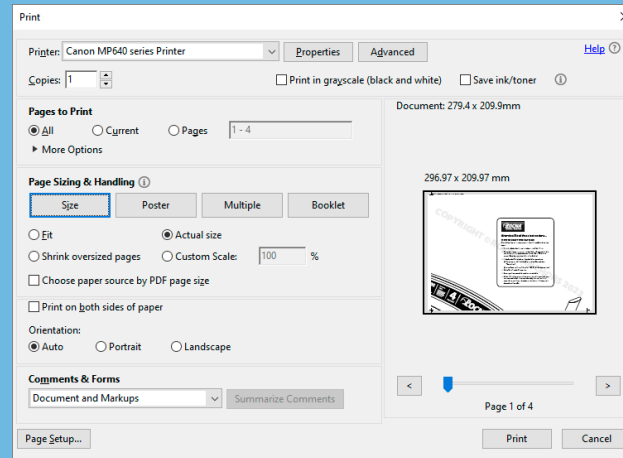 Print
Printer: Canon MP640 series Printer Properties Advanced Help
Copies: 1 Print in grayscale (black and white) Save ink/toner
Pages to Print
All Current Pages 1 - 4
More Options
Page Sizing & Handling
Size Poster Multiple Booklet
Fit Actual size
Shrink oversized pages Custom Scale: 100 %
Choose paper source by PDF page size
Print on both sides of paper
Orientation:
Auto Portrait Landscape
Comments & Forms
Document and Markups Summarize Comments
Document: 279.4 x 209.9mm
296.97 x 209.97 mm
COPYRIGHT
< >
Page 1 of 4
Page Setup... Print Cancel